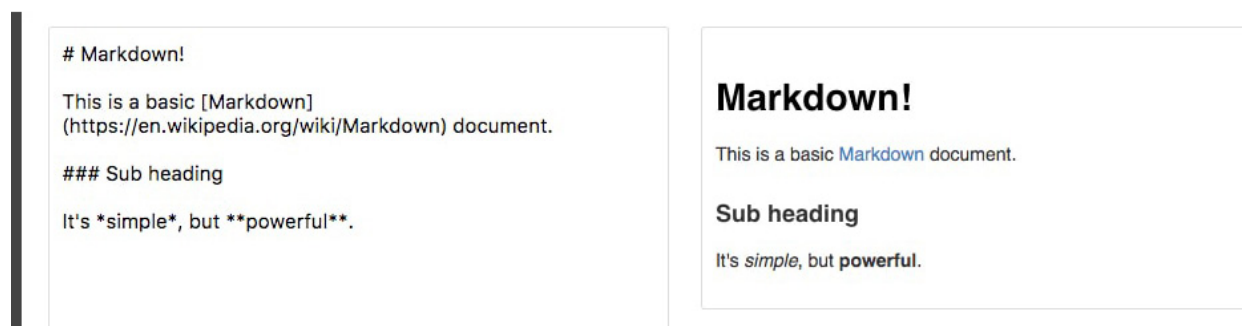 # Markdown!
This is a basic [Markdown]
(https://en.wikipedia.org/wiki/Markdown) document.
### Sub heading
It's *simple*, but **powerful**.
Markdown!
This is a basic Markdown document.
Sub heading
It's simple, but powerful.